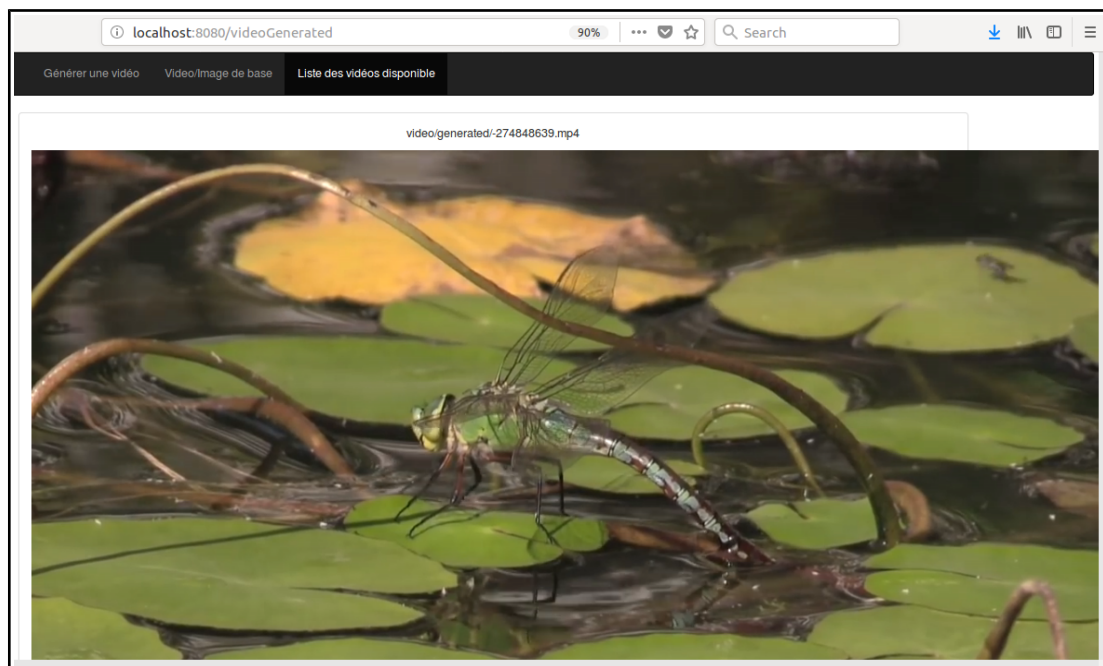 localhost:8080/videoGenerated 90% Search
Générer une vidéo Video/Image de base Liste des vidéos disponible
video/generated/-274848639.mp4